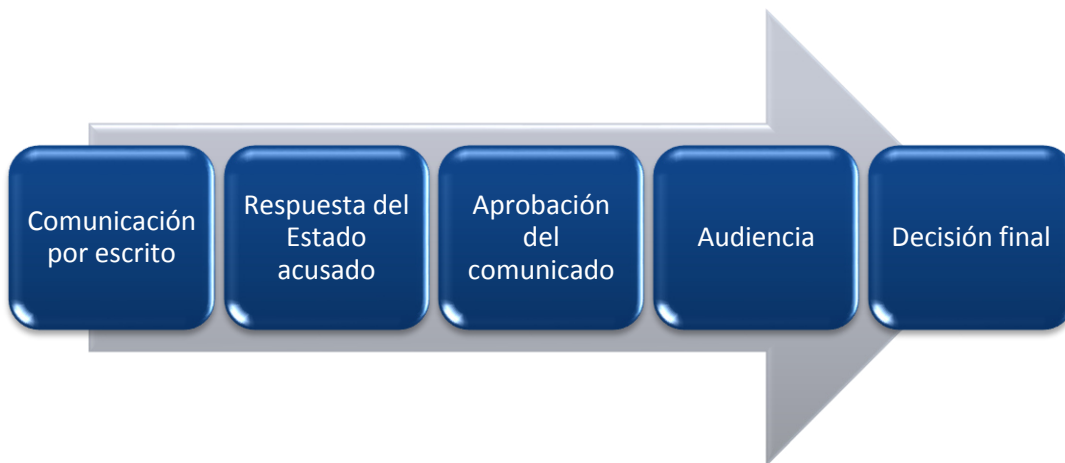 Comunicación
por escrito
Respuesta del
Estado
acusado
Aprobación
del
comunicado
Audiencia
Decisión final